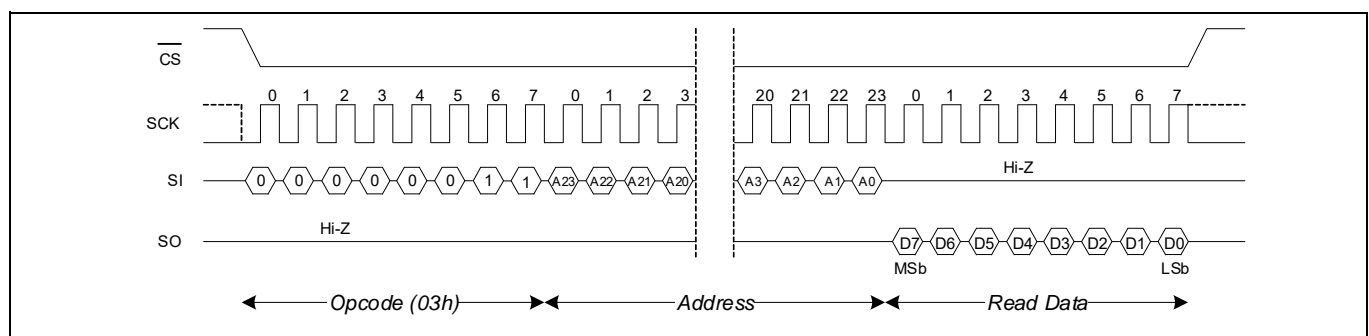 CS
SCK 0 1 2 3 4 5 6 7 0 1 2 3 20 21 22 23 0 1 2 3 4 5 6 7
SI 0 0 0 0 0 0 1 1 A23 A22 A21 A20 A3 A2 A1 A0 Hi-Z
SO Hi-Z D7 D6 D5 D4 D3 D2 D1 D0
MSb LSb
Opcode (03h) Address Read Data